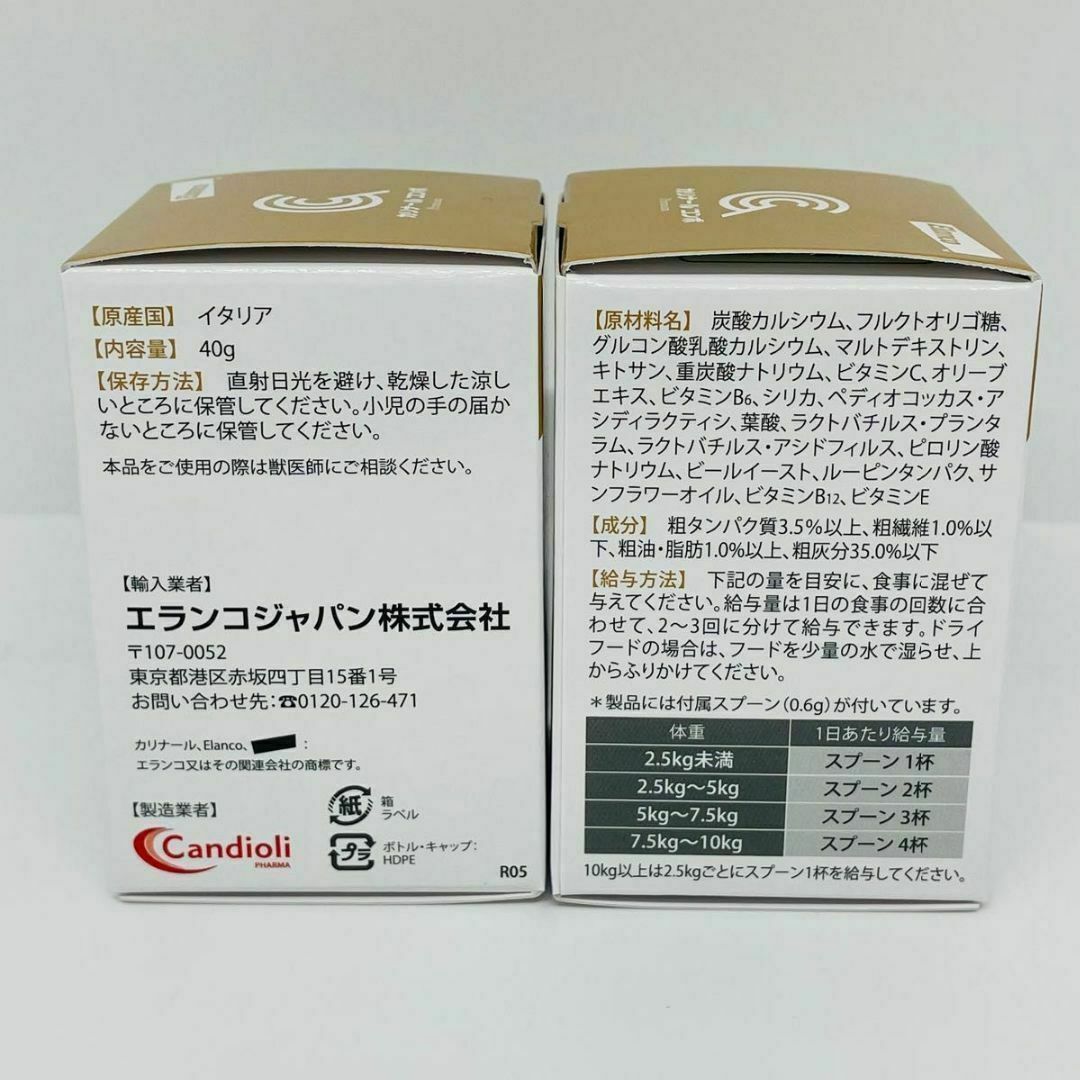 カリナール コンボ
【原産国】 イタリア
【内容量】 40g
【保存方法】 直射日光を避け、乾燥した涼し
いところに保管してください。小児の手の届か
ないところに保管してください。
本品をご使用の際は獣医師にご相談ください。
【輸入業者】
エランコジャパン株式会社
〒107-0052
東京都港区赤坂四丁目15番1号
お問い合わせ先：☎0120-126-471
カリナール、Elanco、 ：
エランコ又はその関連会社の商標です。
【製造業者】
Candioli
PHARMA
紙
箱
ラベル
プラ
ボトル・キャップ：
HDPE
R05
カリナール コンボ
Elanco
【原材料名】 炭酸カルシウム、フルクトオリゴ糖、
グルコン酸乳酸カルシウム、マルトデキストリン、
キトサン、重炭酸ナトリウム、ビタミンC、オリーブ
エキス、ビタミンB6、シリカ、ペディオコッカス・ア
シディラクティシ、葉酸、ラクトバチルス・プランタ
ラム、ラクトバチルス・アシドフィルス、ピロリン酸
ナトリウム、ビールイースト、ルーピンタンパク、サ
ンフラワーオイル、ビタミンB12、ビタミンE
【成分】 粗タンパク質3.5%以上、粗繊維1.0%以
下、粗油・脂肪1.0%以上、粗灰分35.0%以下
【給与方法】 下記の量を目安に、食事に混ぜて
与えてください。給与量は1日の食事の回数に合
わせて、2〜3回に分けて給与できます。ドライ
フードの場合は、フードを少量の水で湿らせ、上
からふりかけてください。
＊製品には付属スプーン（0.6g）が付いています。
体重 1日あたり給与量
2.5kg未満 スプーン 1杯
2.5kg〜5kg スプーン 2杯
5kg〜7.5kg スプーン 3杯
7.5kg〜10kg スプーン 4杯
10kg以上は2.5kgごとにスプーン1杯を給与してください。